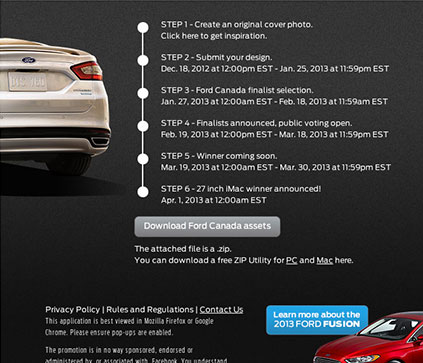 STEP 1 - Create an original cover photo.
Click here to get inspiration.
STEP 2 - Submit your design.
Dec. 18, 2012 at 12:00pm EST - Jan. 25, 2013 at 11:59pm EST
STEP 3 - Ford Canada finalist selection.
Jan. 27, 2013 at 12:00am EST - Feb. 18, 2013 at 11:59pm EST
STEP 4 - Finalists announced, public voting open.
Feb. 19, 2013 at 12:00pm EST - Mar. 18, 2013 at 11:59pm EST
STEP 5 - Winner coming soon.
Mar. 19, 2013 at 12:00am EST - Mar. 30, 2013 at 11:59pm EST
STEP 6 - 27 inch iMac winner announced!
Apr. 1, 2013 at 12:00am EST
Ford
Download Ford Canada assets
The attached file is a .zip.
You can download a free ZIP Utility for PC and Mac here.
Privacy Policy | Rules and Regulations | Contact Us
This application is best viewed in Mozilla Firefox or Google
Chrome. Please ensure pop-ups are enabled.
The promotion is in no way sponsored, endorsed or
administered by, or associated with, Facebook. You understand
Learn more about the
2013 FORD FUSION